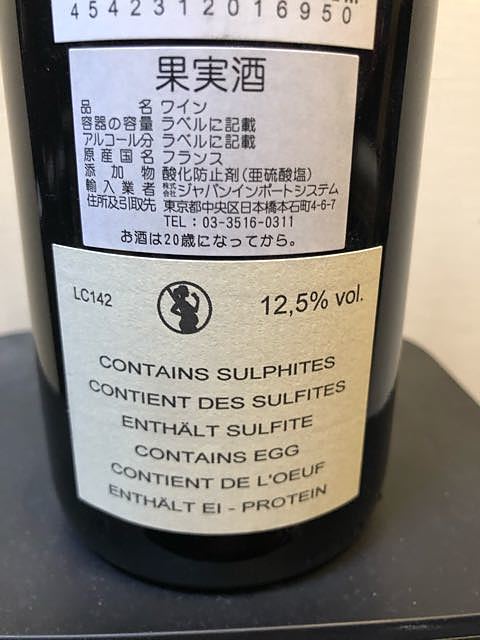 4542312016950
果実酒
品名 ワイン
容器の容量 ラベルに記載
アルコール分 ラベルに記載
原産国名 フランス
添加物 酸化防止剤(亜硫酸塩)
輸入業者 株式会社ジャパンインポートシステム
住所及引取先 東京都中央区日本橋本石町4-6-7
TEL:03-3516-0311
お酒は20歳になってから。
LC142 12,5% vol.
CONTAINS SULPHITES
CONTIENT DES SULFITES
ENTHÄLT SULFITE
CONTAINS EGG
CONTIENT DE L'OEUF
ENTHÄLT EI - PROTEIN